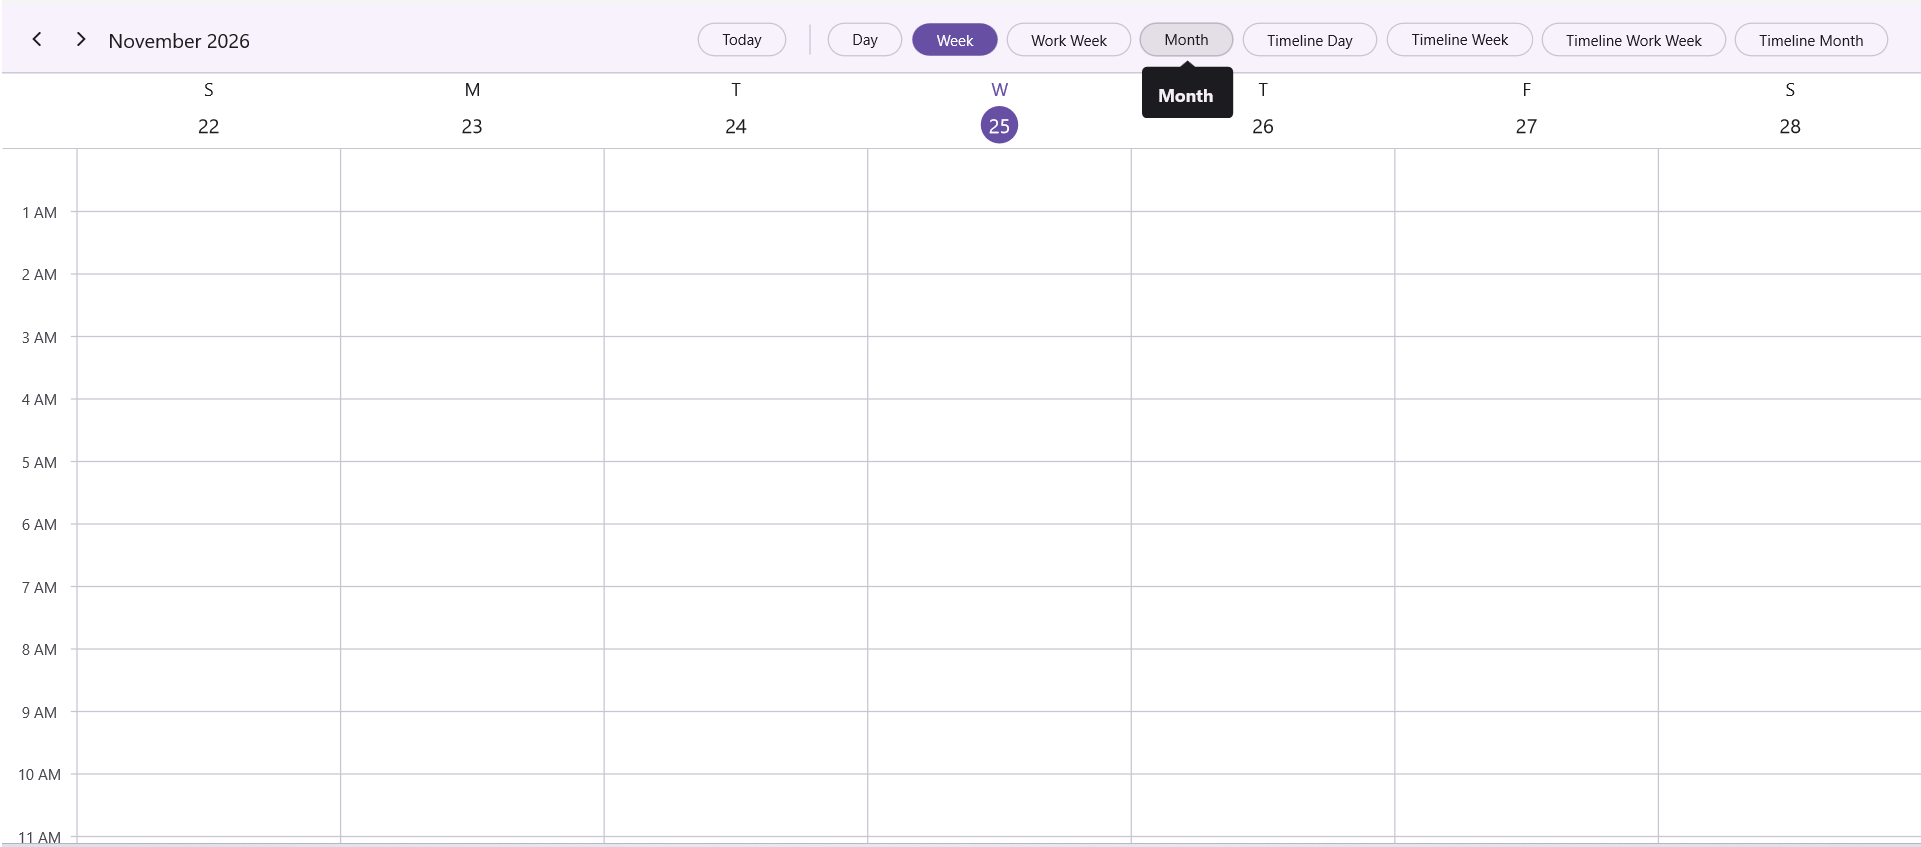 November 2026
Today Day Week Work Week Month Timeline Day Timeline Week Timeline Work Week Timeline Month
Month
S M T W T F S
22 23 24 25 26 27 28
1 AM
2 AM
3 AM
4 AM
5 AM
6 AM
7 AM
8 AM
9 AM
10 AM
11 AM